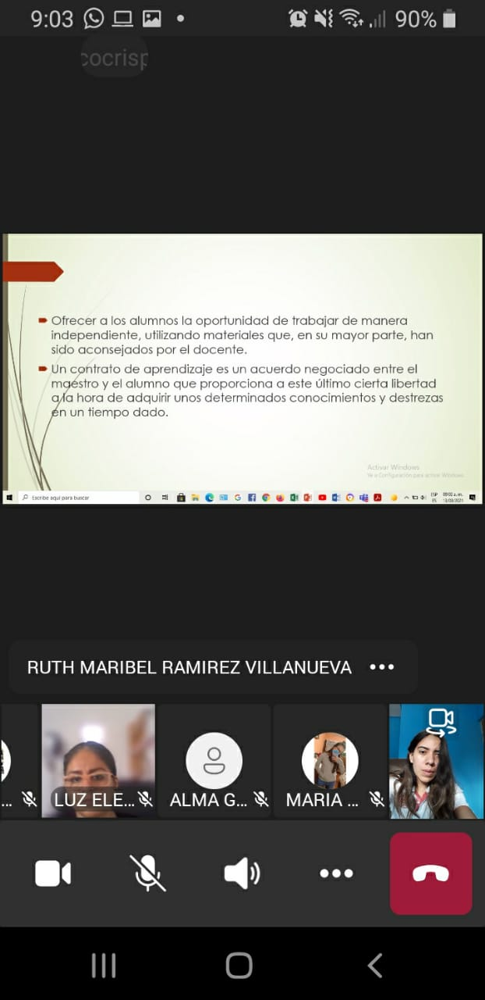 9:03
90%
cocrisp
Ofrecer a los alumnos la oportunidad de trabajar de manera
independiente, utilizando materiales que, en su mayor parte, han
sido aconsejados por el docente.
Un contrato de aprendizaje es un acuerdo negociado entre el
maestro y el alumno que proporciona a este último cierta libertad
a la hora de adquirir unos determinados conocimientos y destrezas
en un tiempo dado.
Activar Windows
Ve a Configuración para activar Windows.
Escribe aquí para buscar
ESP
09:03 a. m.
ES
13/09/2021
RUTH MARIBEL RAMIREZ VILLANUEVA
...
LUZ ELE...
ALMA G...
MARIA ...